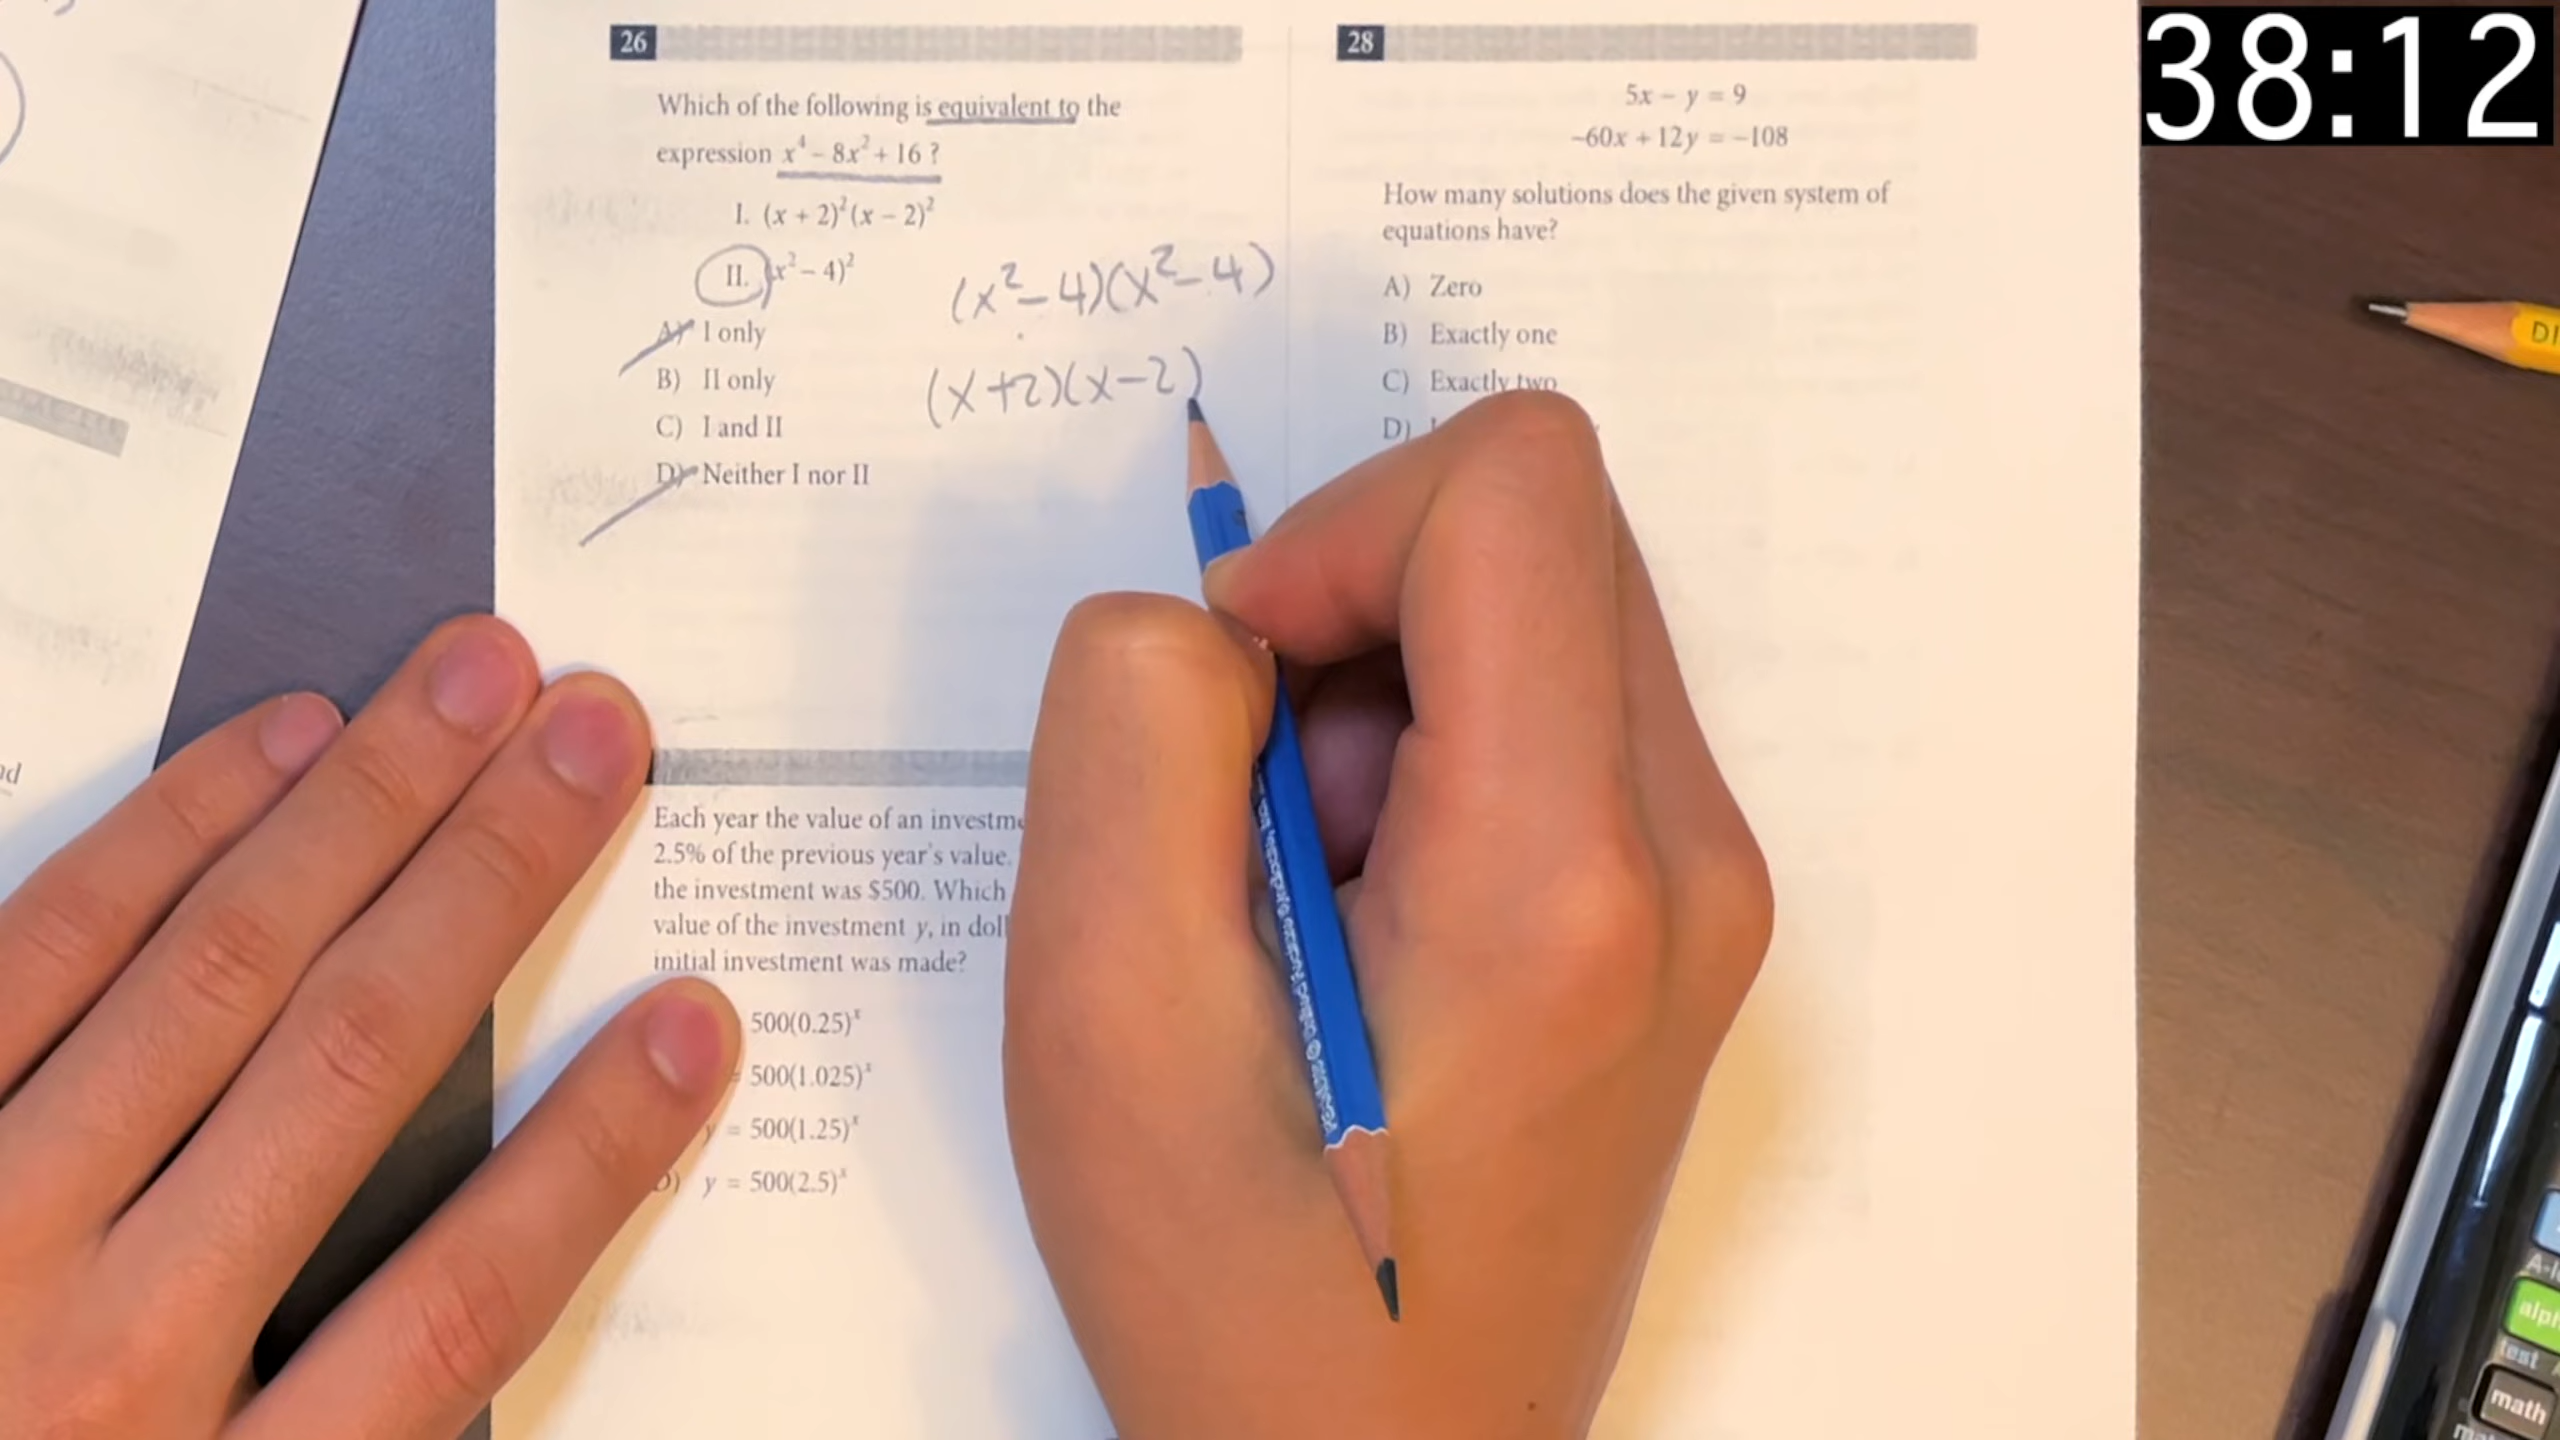 38:12
26
Which of the following is equivalent to the
expression x⁴ – 8x² + 16 ?
I. (x + 2)²(x – 2)²
II. (x² – 4)²
(x²-4)(x²-4)
A) I only
B) II only
(x+2)(x-2)
C) I and II
D) Neither I nor II
Each year the value of an
2.5% of the previous year's value.
the investment was $500. Which
value of the investment y, in
initial investment was made?
500(0.25)ˣ
= 500(1.025)ˣ
y = 500(1.25)ˣ
D) y = 500(2.5)ˣ
28
5x – y = 9
–60x + 12y = –108
How many solutions does the given system of
equations have?
A) Zero
B) Exactly one
C) Exactly two
D)
DI
test
math